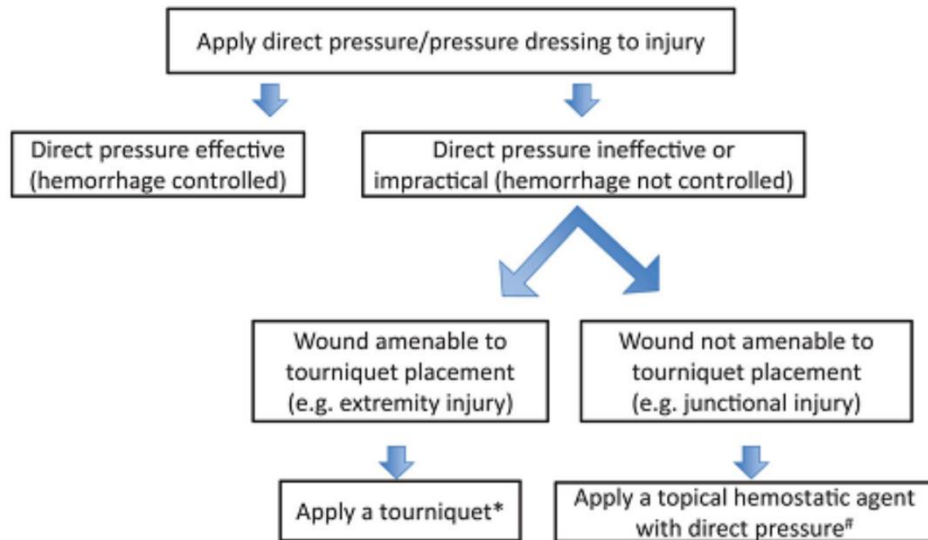 Apply direct pressure/pressure dressing to injury
Direct pressure effective
(hemorrhage controlled)
Direct pressure ineffective or
impractical (hemorrhage not controlled)
Wound amenable to
tourniquet placement
(e.g. extremity injury)
Wound not amenable to
tourniquet placement
(e.g. junctional injury)
Apply a tourniquet*
Apply a topical hemostatic agent
with direct pressure#